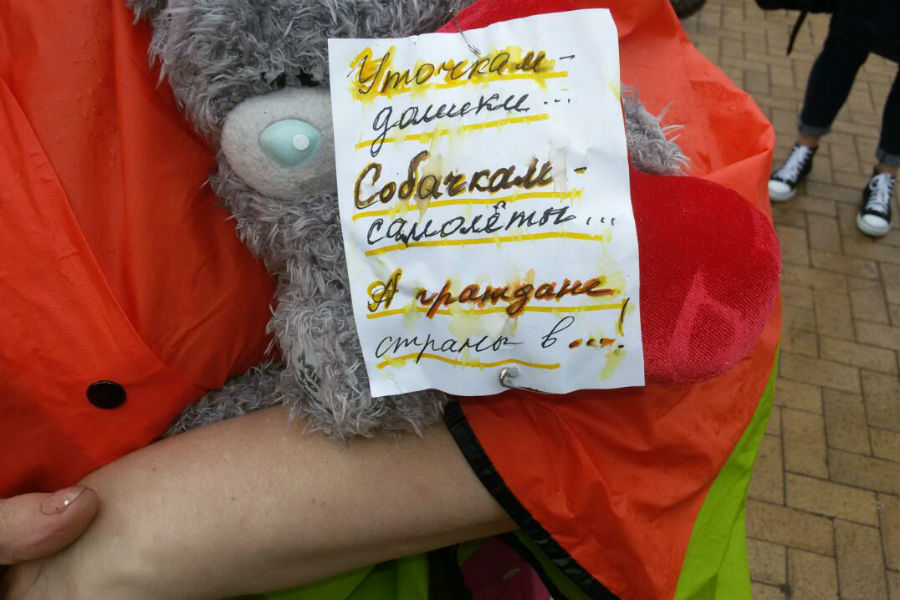 Уточкам-
домики...
Собачкам-
самолёты...
А граждане
страны в ....!